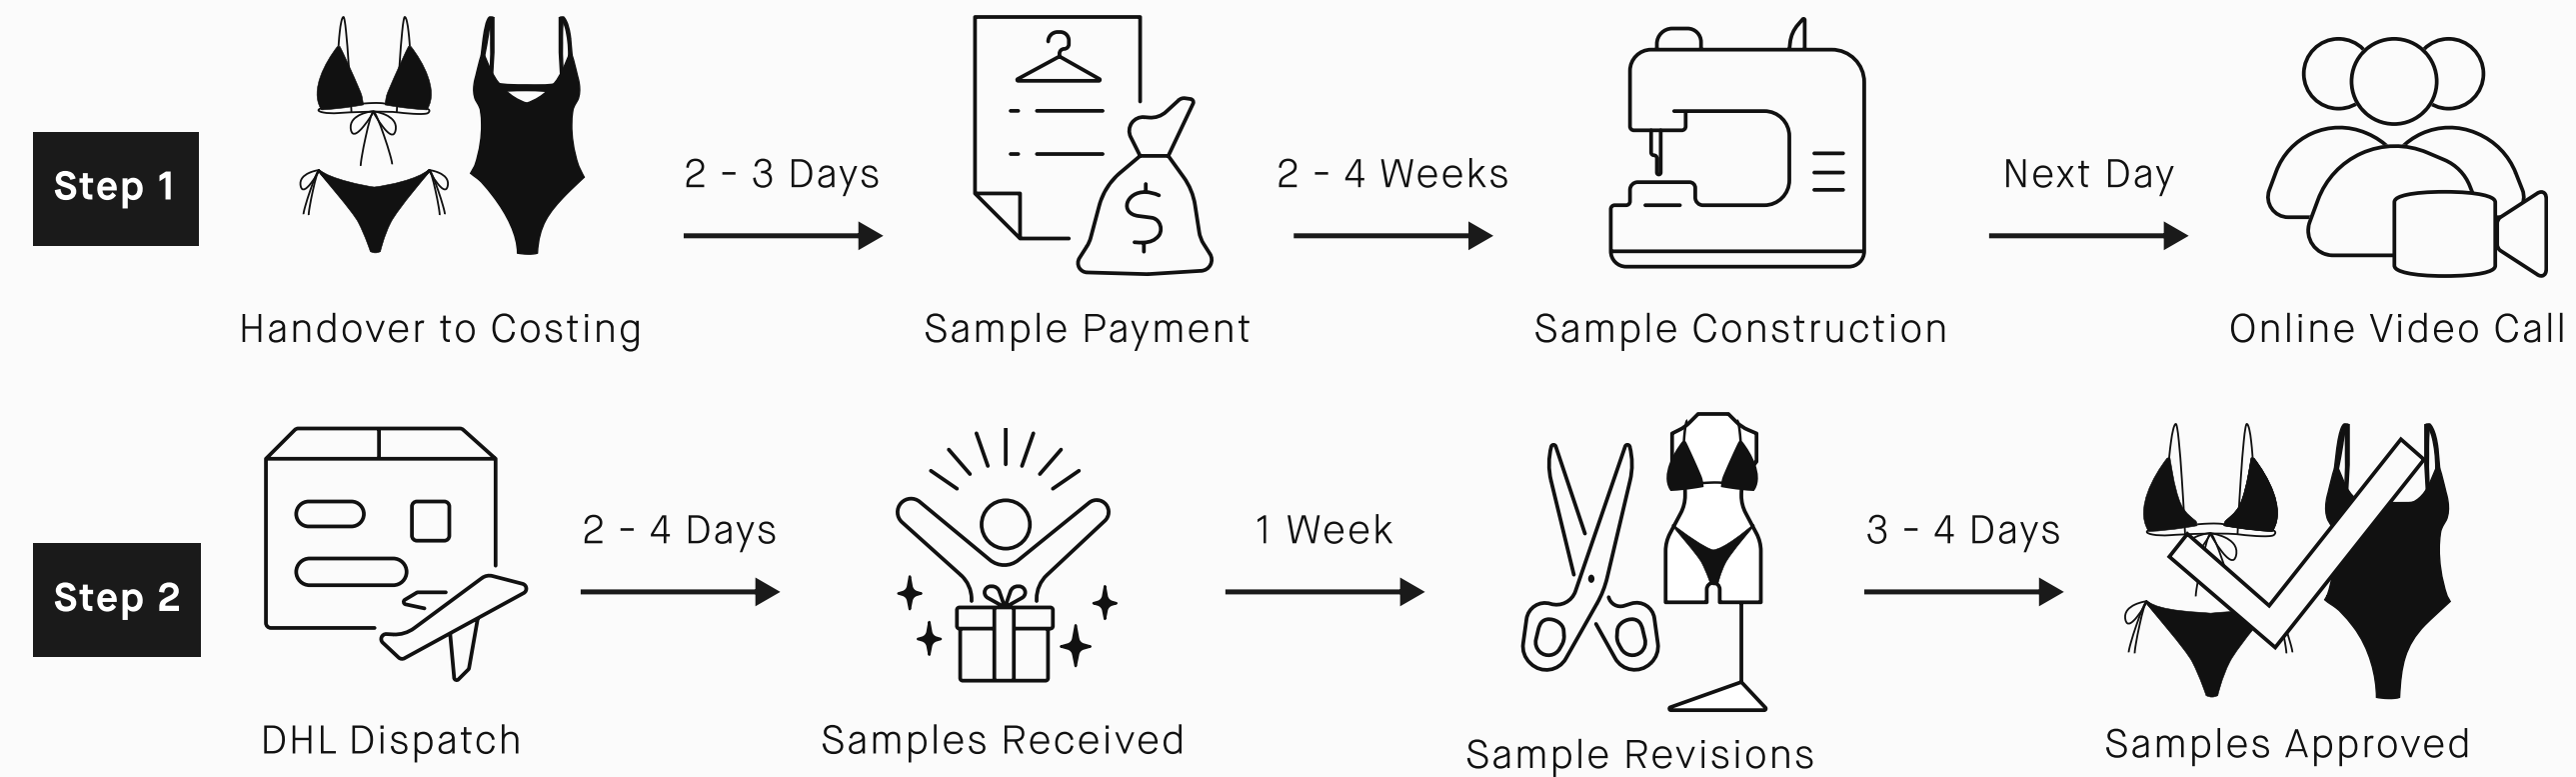 Step 1
2 - 3 Days
2 - 4 Weeks
Next Day
$
Handover to Costing
Sample Payment
Sample Construction
Online Video Call
Step 2
2 - 4 Days
1 Week
3 - 4 Days
DHL Dispatch
Samples Received
Sample Revisions
Samples Approved